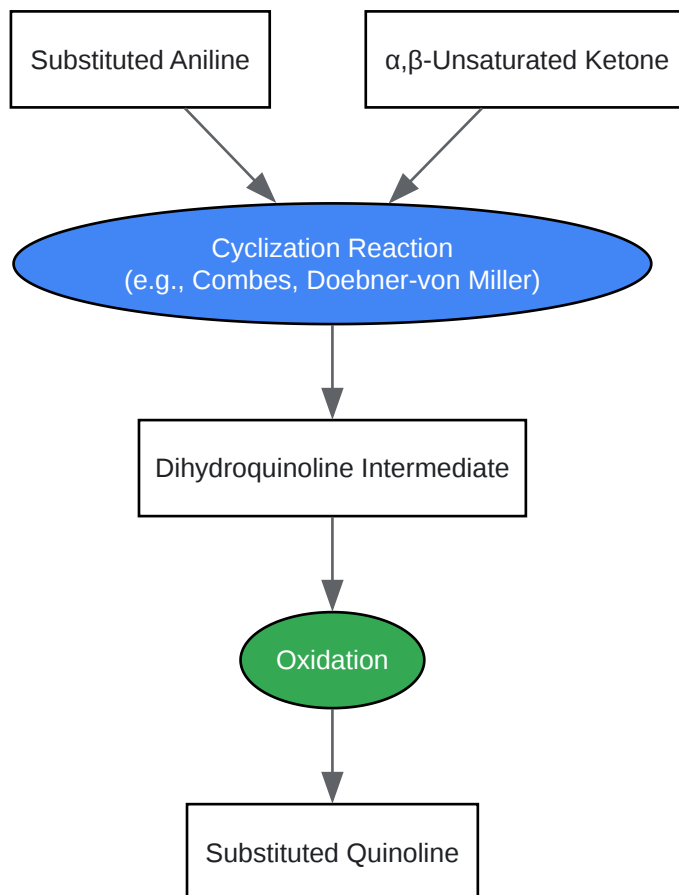 Substituted Aniline
α,β-Unsaturated Ketone
Cyclization Reaction
(e.g., Combes, Doebner-von Miller)
Dihydroquinoline Intermediate
Oxidation
Substituted Quinoline